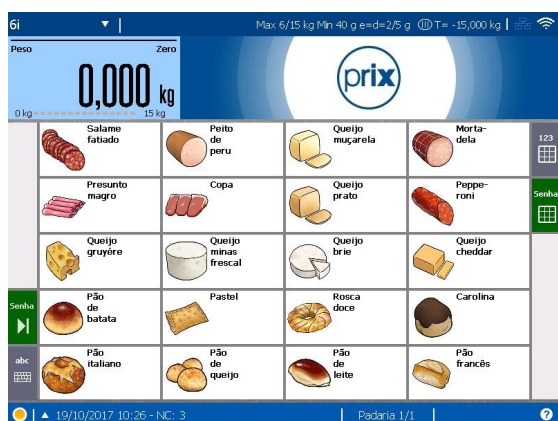 6i
Max 6/15 kg Min 40 g e=d=2/5 g (III) T= -15,000 kg
Peso
Zero
0,000 kg
0 kg
15 kg
prix
Salame
fatiado
Peito
de
peru
Queijo
muçarela
Morta-
dela
123
Presunto
magro
Copa
Queijo
prato
Peppe-
roni
Senha
Queijo
gruyére
Queijo
minas
frescal
Queijo
brie
Queijo
cheddar
Senha
Pão
de
batata
Pastel
Rosca
doce
Carolina
abc
Pão
italiano
Pão
de
queijo
Pão
de
leite
Pão
francês
19/10/2017 10:26 - NC: 3
Padaria 1/1
?